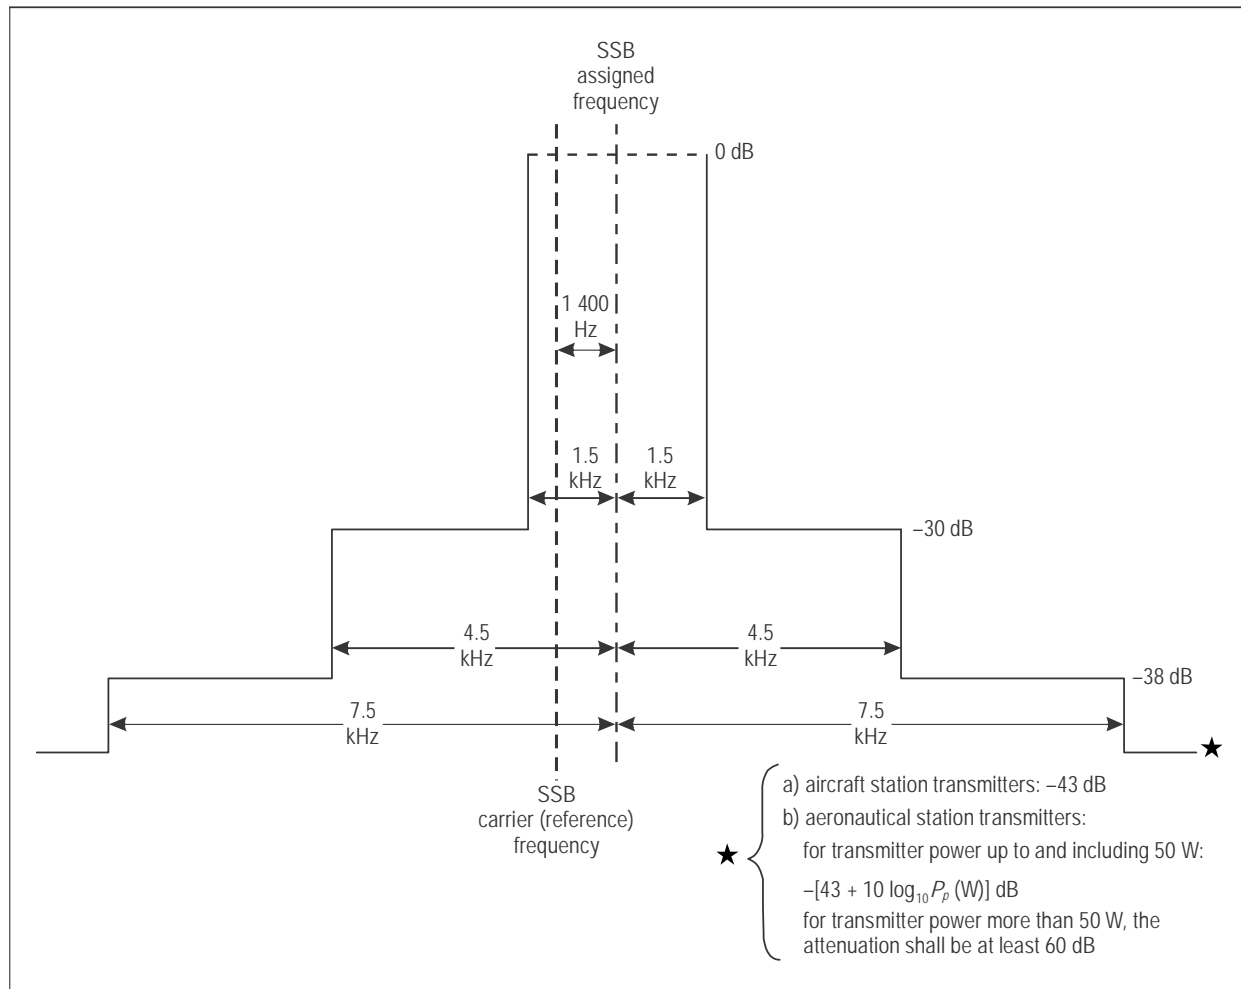 SSB
assigned
frequency
0 dB
1 400
Hz
1.5
kHz
1.5
kHz
–30 dB
4.5
kHz
4.5
kHz
–38 dB
7.5
kHz
7.5
kHz
★
SSB
carrier (reference)
frequency
★
a) aircraft station transmitters: –43 dB
b) aeronautical station transmitters:
for transmitter power up to and including 50 W:
–[43 + 10 log₁₀ Pₚ (W)] dB
for transmitter power more than 50 W, the
attenuation shall be at least 60 dB